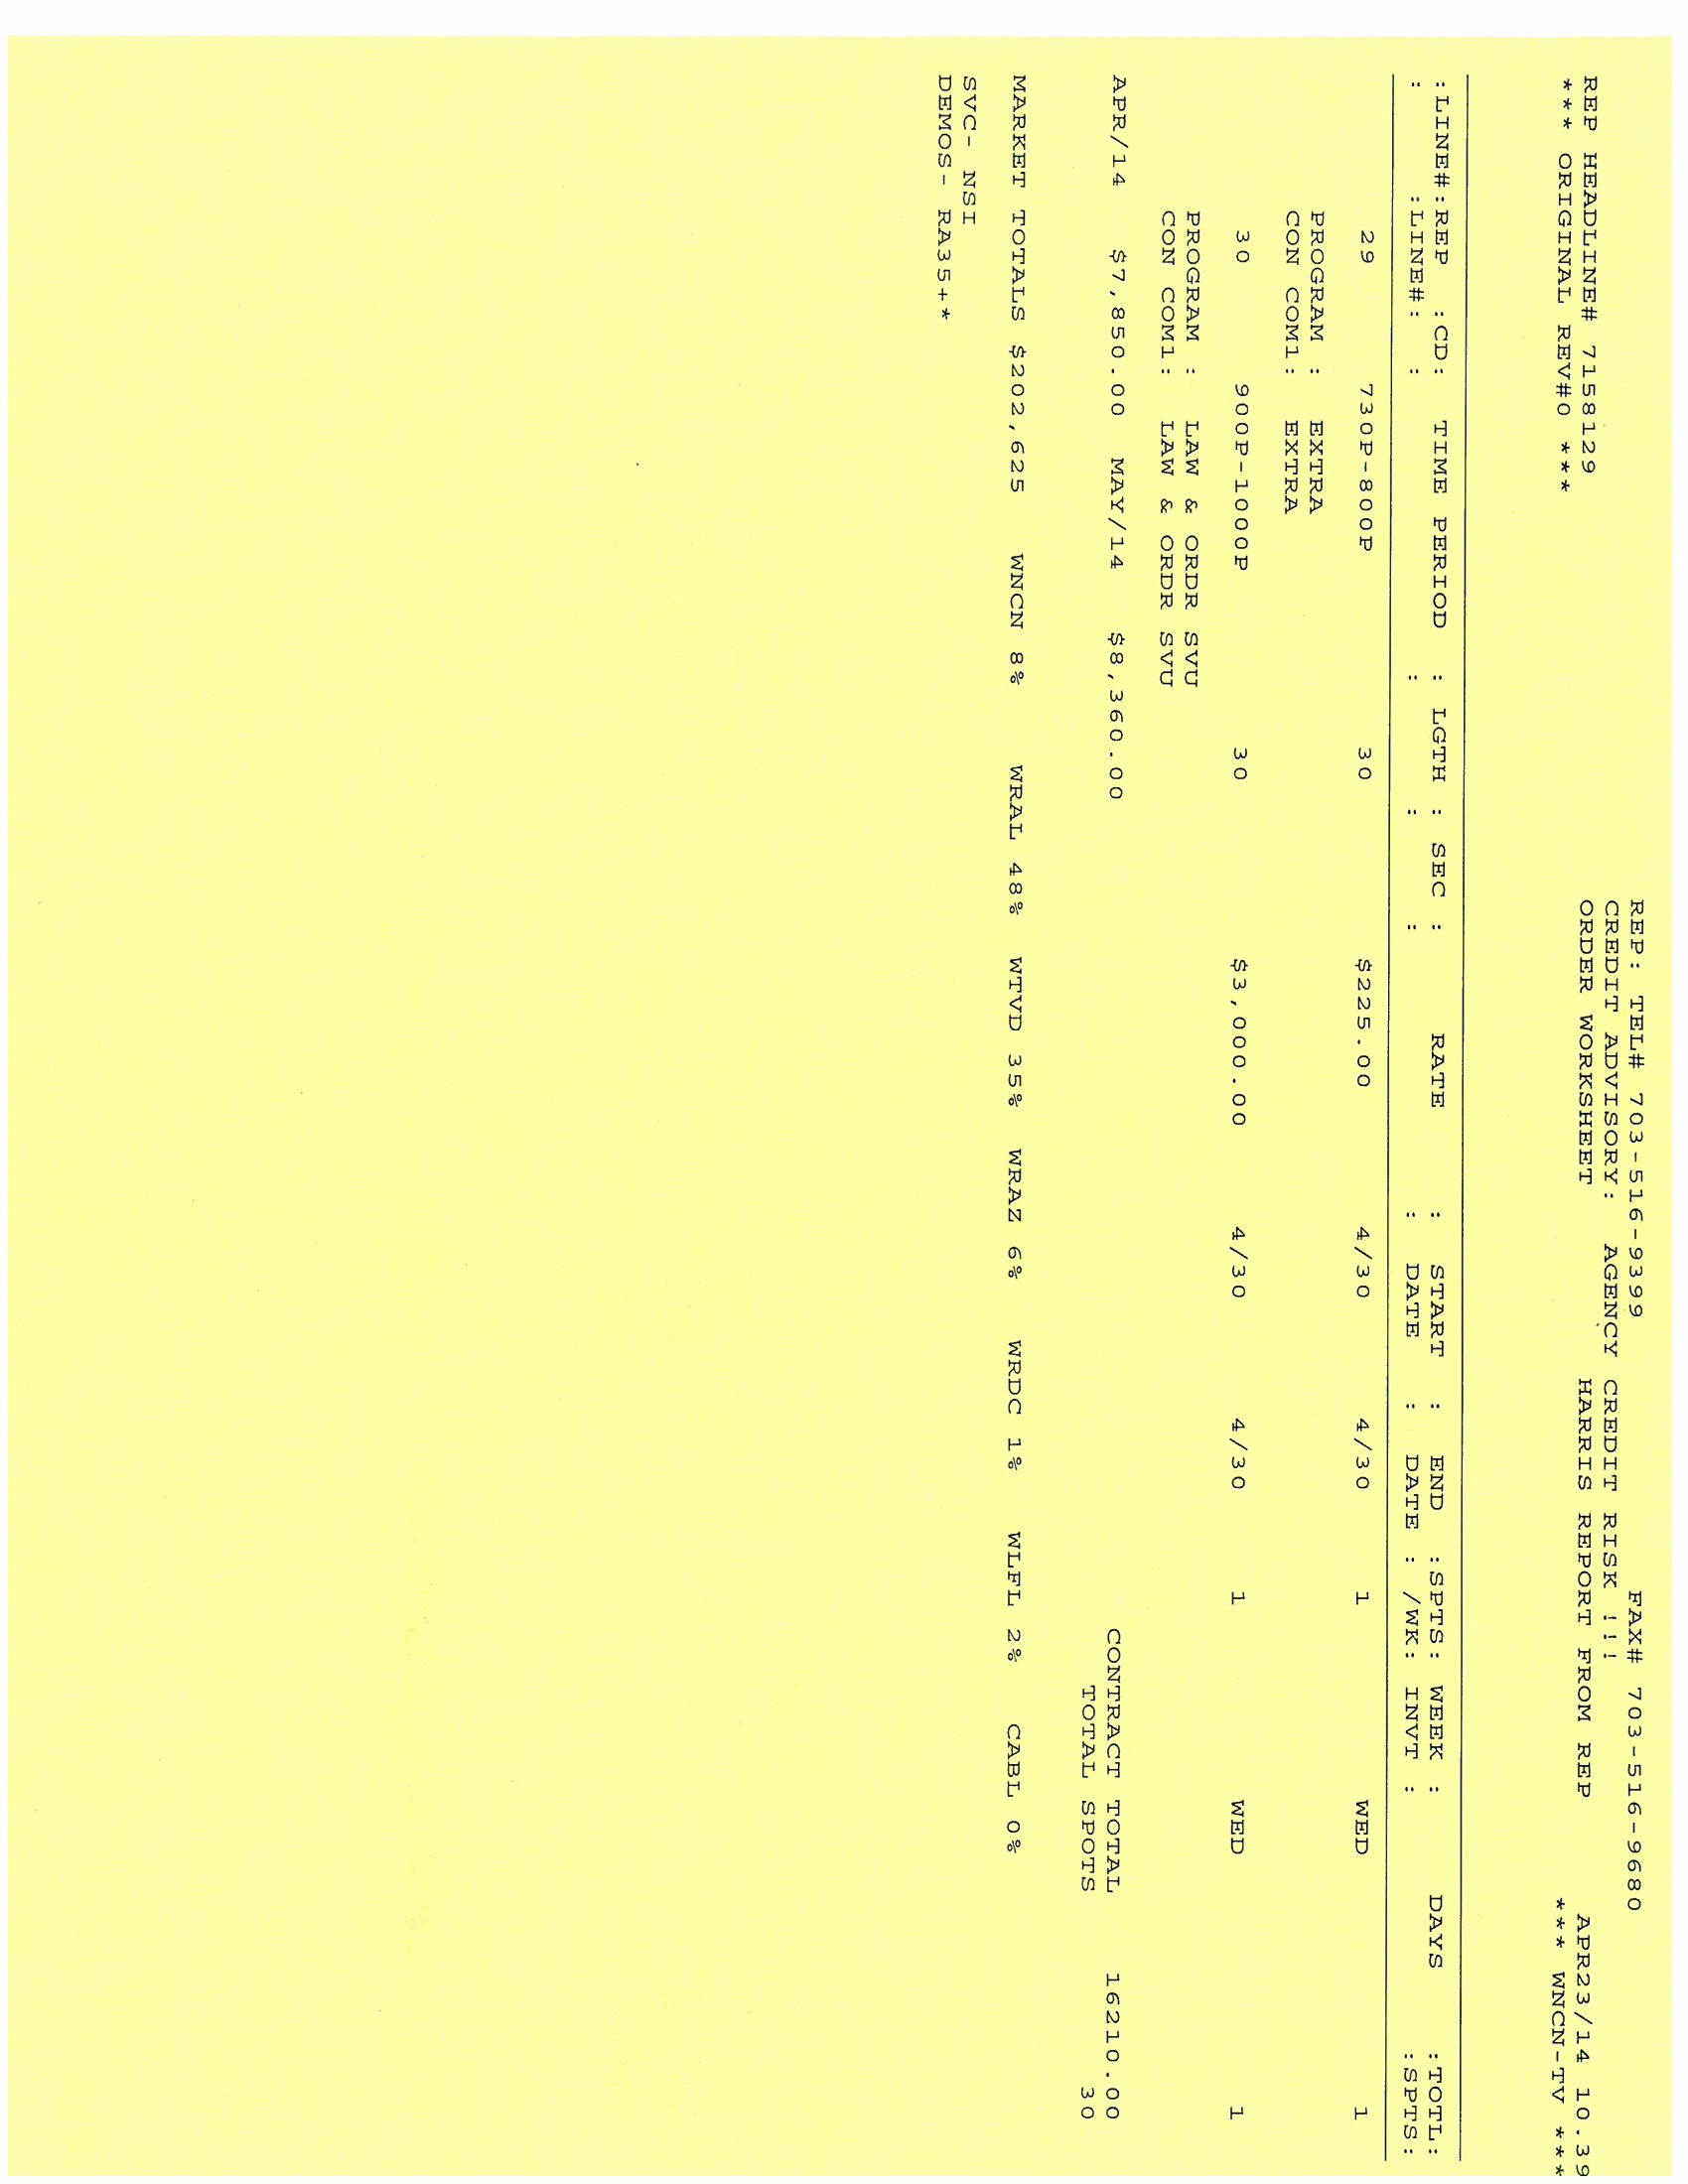 REP: TEL# 703-516-9399 FAX# 703-516-9680
CREDIT ADVISORY: AGENCY CREDIT RISK !!!
REP HEADLINE# 7158129 ORDER WORKSHEET HARRIS REPORT FROM REP APR23/14 10.39
*** ORIGINAL REV#0 *** *** WNCN-TV ***
:LINE#:REP :CD: TIME PERIOD : LGTH : SEC : RATE : START : END :SPTS: WEEK : DAYS :TOTL:
: :LINE#: : : : : : DATE : DATE : /WK: INVT : :SPTS:
29 730P-800P 30 $225.00 4/30 4/30 1 WED 1
PROGRAM : EXTRA
CON COM1: EXTRA
30 900P-1000P 30 $3,000.00 4/30 4/30 1 WED 1
PROGRAM : LAW & ORDR SVU
CON COM1: LAW & ORDR SVU
APR/14 $7,850.00 MAY/14 $8,360.00 CONTRACT TOTAL 16210.00
TOTAL SPOTS 30
MARKET TOTALS $202,625 WNCN 8% WRAL 48% WTVD 35% WRAZ 6% WRDC 1% WLFL 2% CABL 0%
SVC- NSI
DEMOS- RA35+*